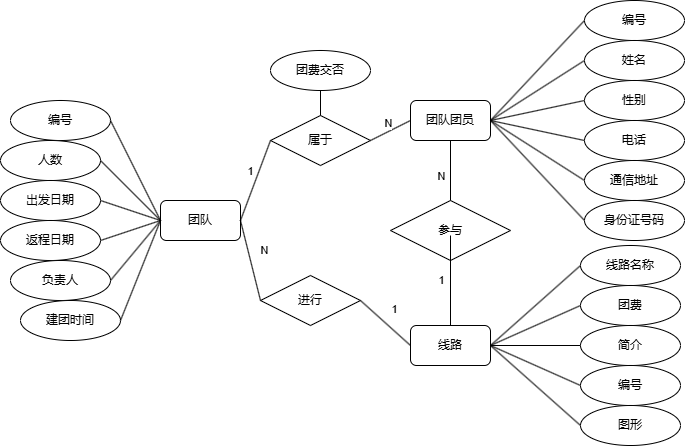 编号
姓名
团费交否
性别
团队团员
编号
N
属于
电话
人数
1
N
通信地址
出发日期
团队
身份证号码
参与
返程日期
N
线路名称
负责人
1
进行
团费
1
建团时间
线路
简介
编号
图形